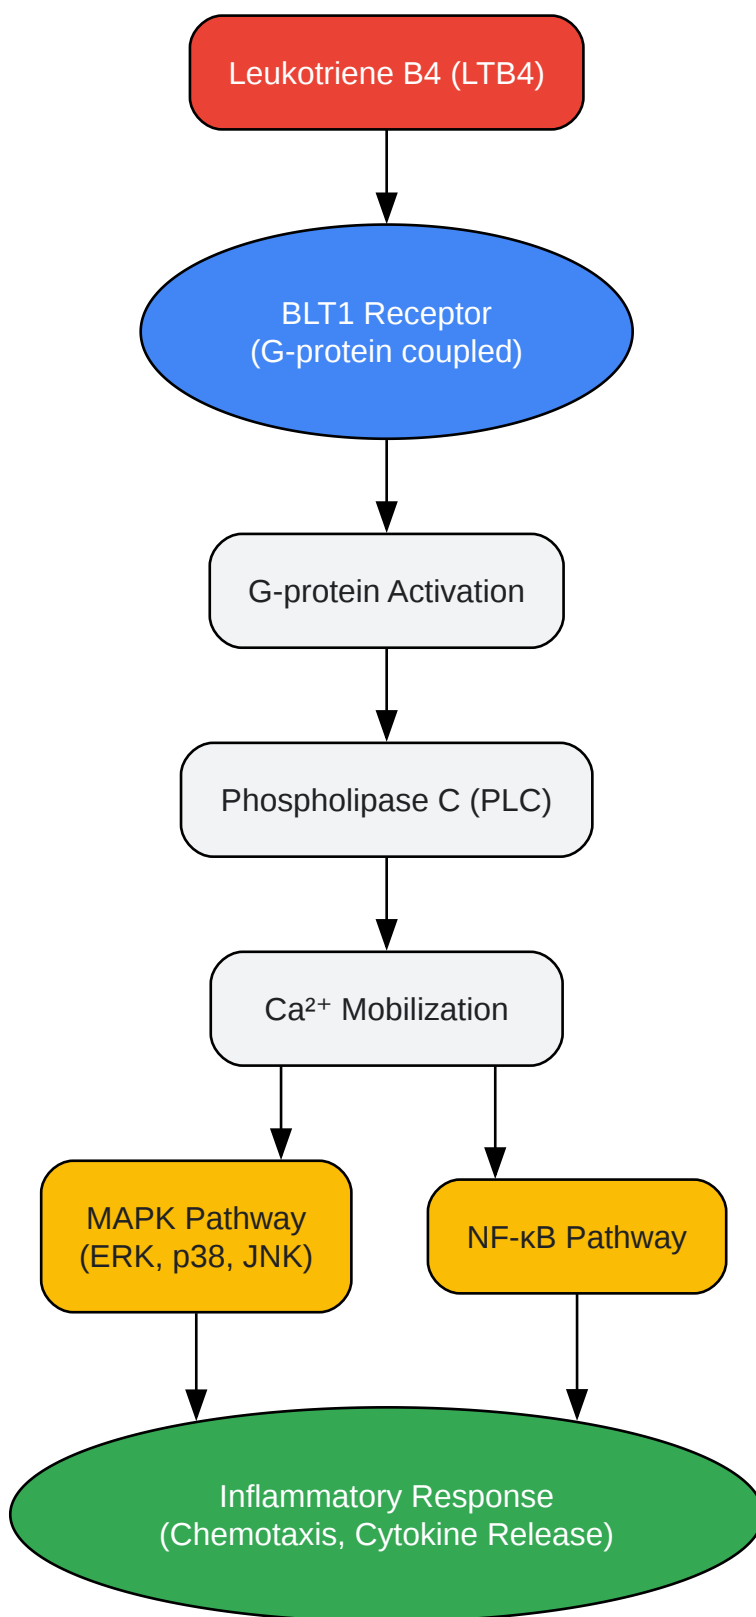 Leukotriene B4 (LTB4)
BLT1 Receptor
(G-protein coupled)
G-protein Activation
Phospholipase C (PLC)
Ca²⁺ Mobilization
MAPK Pathway
(ERK, p38, JNK)
NF-κB Pathway
Inflammatory Response
(Chemotaxis, Cytokine Release)